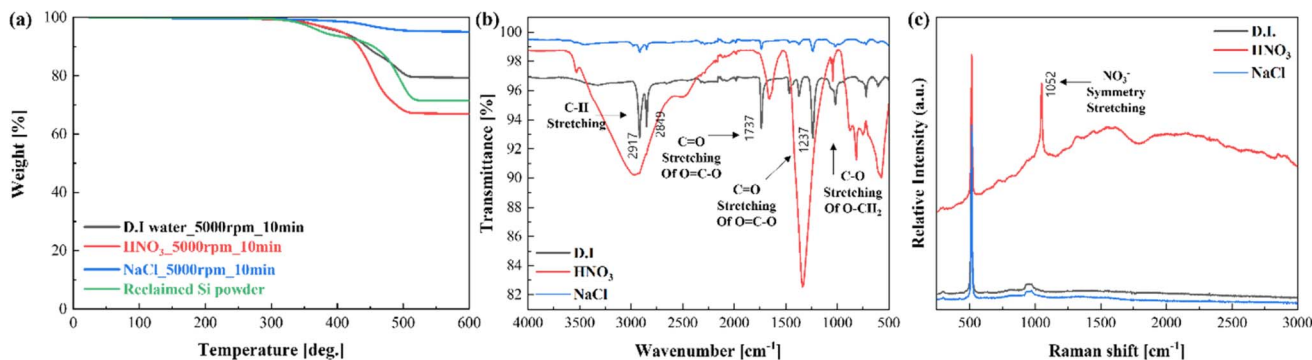 (a)
100
80
60
40
20
0
Weight [%]
D.I water_5000rpm_10min
HNO3_5000rpm_10min
NaCl_5000rpm_10min
Reclaimed Si powder
0 100 200 300 400 500 600
Temperature [deg.]
(b)
100
98
96
94
92
90
88
86
84
82
Transmittance [%]
C-H
Stretching
2917
2849
C=O
Stretching
Of O=C-O
1737
C=O
Stretching
Of O=C-O
1237
C-O
Stretching
Of O-CH2
D.I
HNO3
NaCl
4000 3500 3000 2500 2000 1500 1000 500
Wavenumber [cm-1]
(c)
Relative Intensity (a.u.)
D.I.
HNO3
NaCl
1052
NO3-
Symmetry
Stretching
500 1000 1500 2000 2500 3000
Raman shift [cm-1]